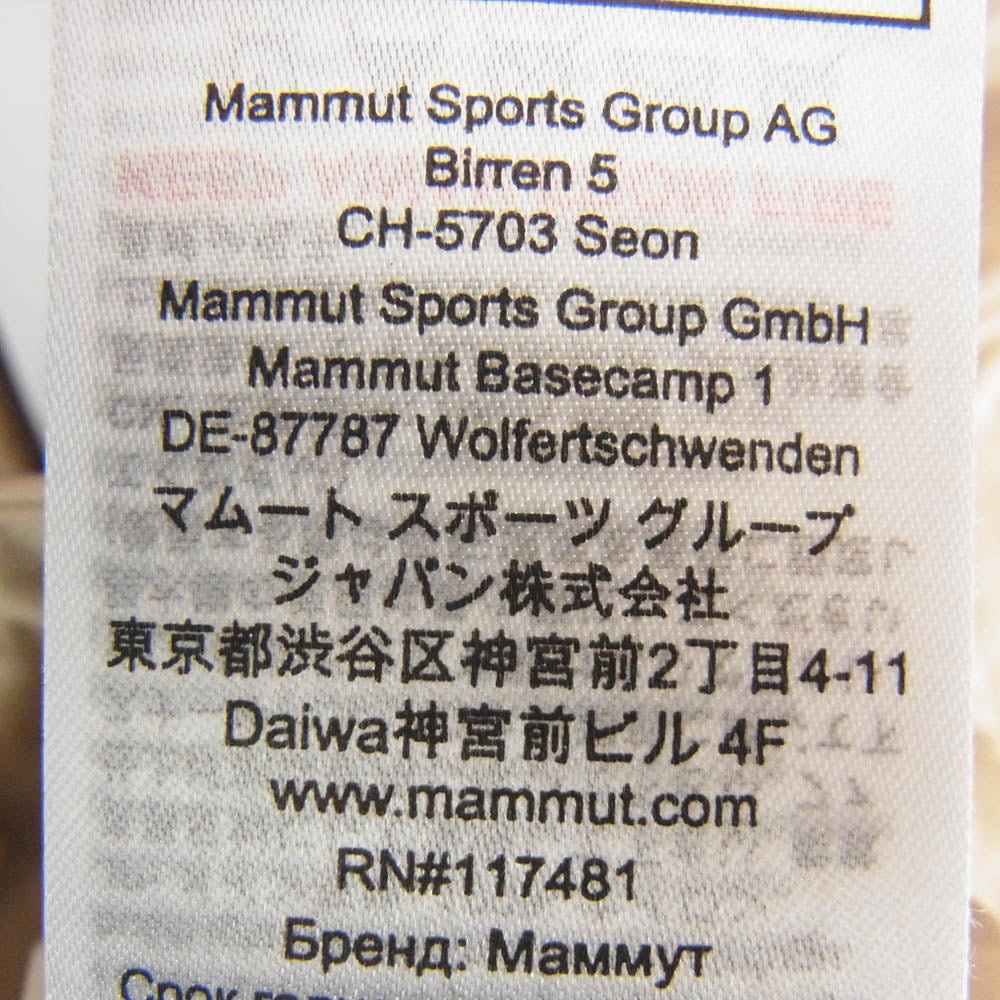 Mammut Sports Group AG
Birren 5
CH-5703 Seon
Mammut Sports Group GmbH
Mammut Basecamp 1
DE-87787 Wolfertschwenden
マムート スポーツ グループ
ジャパン株式会社
東京都渋谷区神宮前2丁目4-11
Daiwa神宮前ビル 4F
www.mammut.com
RN#117481
Бренд: Маммут
Срок